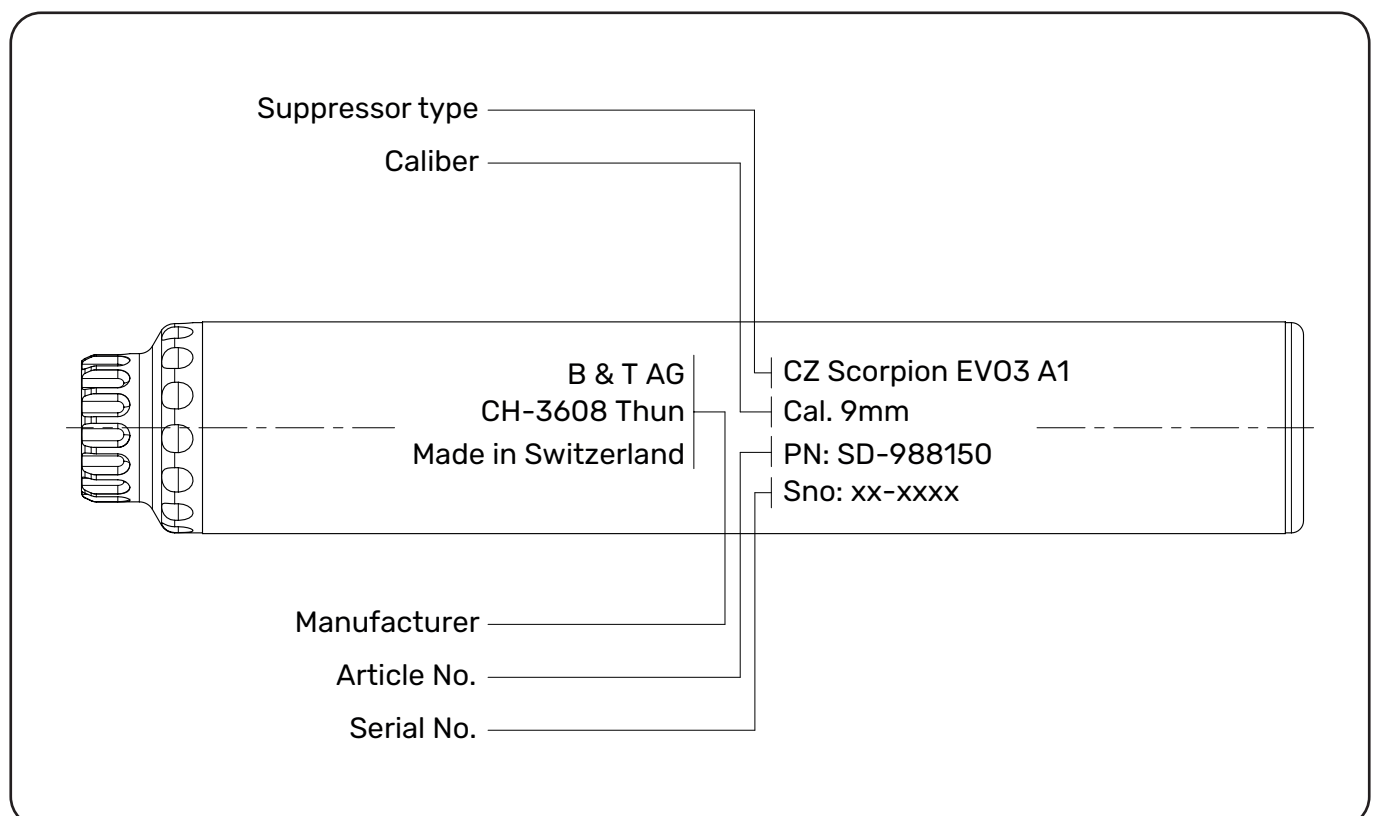 Suppressor type
Caliber
B & T AG
CH-3608 Thun
Made in Switzerland
CZ Scorpion EVO3 A1
Cal. 9mm
PN: SD-988150
Sno: xx-xxxx
Manufacturer
Article No.
Serial No.